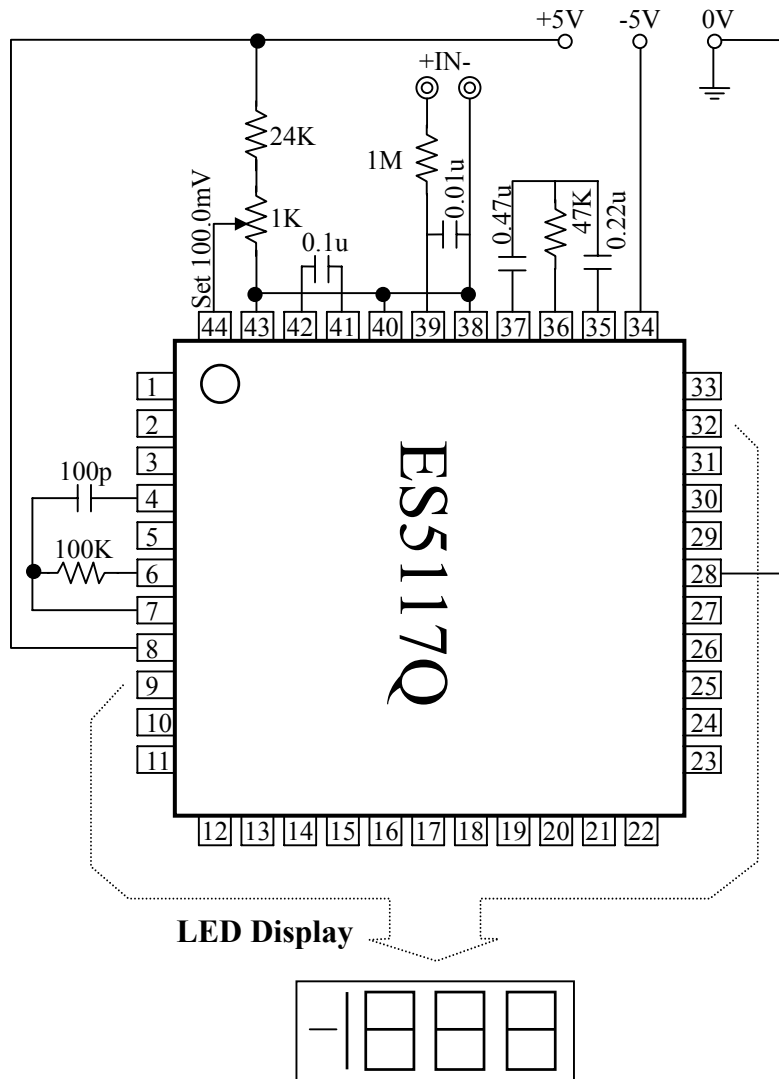 +5V -5V 0V
+IN-
24K
1M
0.01u
0.47u
47K
0.22u
Set 100.0mV
1K
0.1u
44 43 42 41 40 39 38 37 36 35 34
1 33
2 32
3 31
100p 4 30
5 29
100K 6 28
7 27
8 26
9 25
10 24
11 23
ES5117Q
12 13 14 15 16 17 18 19 20 21 22
LED Display